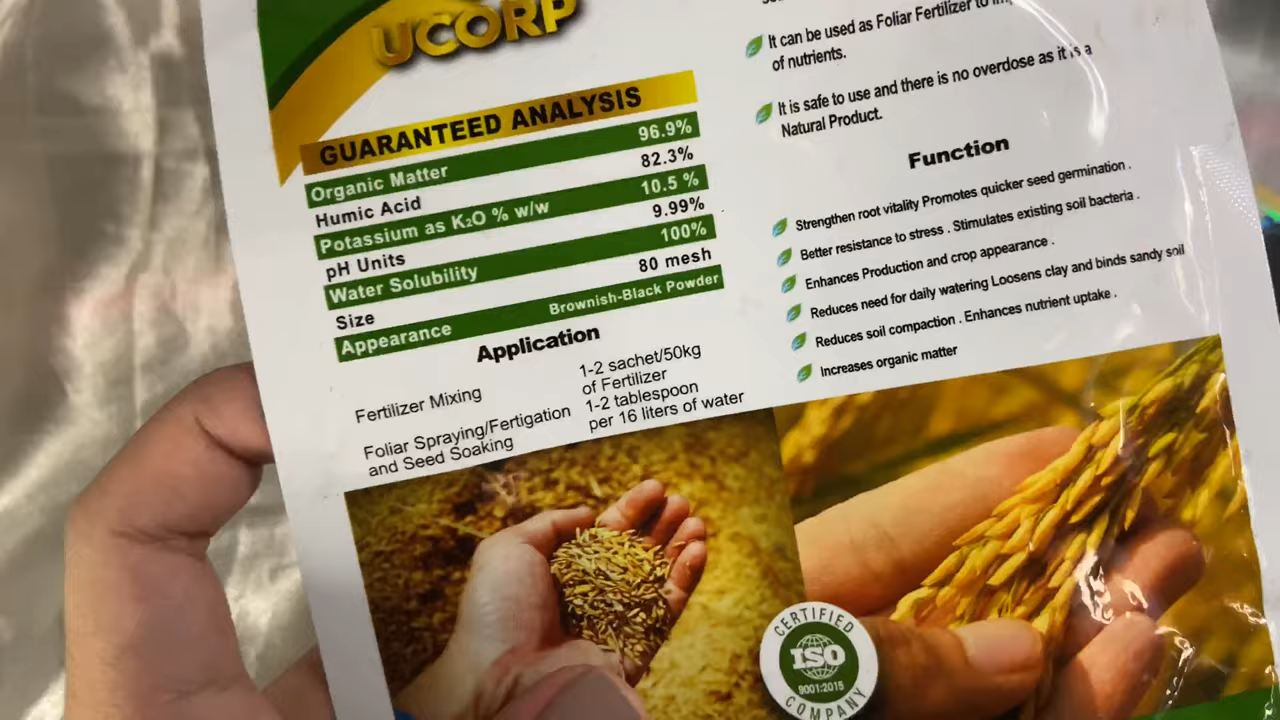 UCORP
GUARANTEED ANALYSIS
Organic Matter 96.9%
Humic Acid 82.3%
Potassium as K₂O % w/w 10.5 %
pH Units 9.99%
Water Solubility 100%
Size 80 mesh
Appearance Brownish-Black Powder
Application
Fertilizer Mixing 1-2 sachet/50kg
of Fertilizer
Foliar Spraying/Fertigation 1-2 tablespoon
and Seed Soaking per 16 liters of water
It can be used as Foliar Fertilizer to
of nutrients.
It is safe to use and there is no overdose as it is a
Natural Product.
Function
Strengthen root vitality Promotes quicker seed germination .
Better resistance to stress . Stimulates existing soil bacteria .
Enhances Production and crop appearance .
Reduces need for daily watering Loosens clay and binds sandy soil
Reduces soil compaction . Enhances nutrient uptake .
Increases organic matter
CERTIFIED
ISO
9001:2015
COMPANY